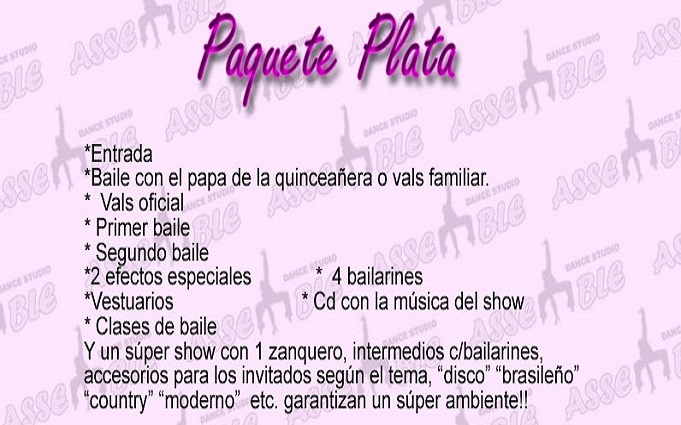 Paquete Plata
*Entrada
*Baile con el papa de la quinceañera o vals familiar.
* Vals oficial
* Primer baile
* Segundo baile
*2 efectos especiales * 4 bailarines
*Vestuarios * Cd con la música del show
* Clases de baile
Y un súper show con 1 zanquero, intermedios c/bailarines,
accesorios para los invitados según el tema, “disco” “brasileño”
“country” “moderno” etc. garantizan un súper ambiente!!
ASSEMBLE
DANCE STUDIO